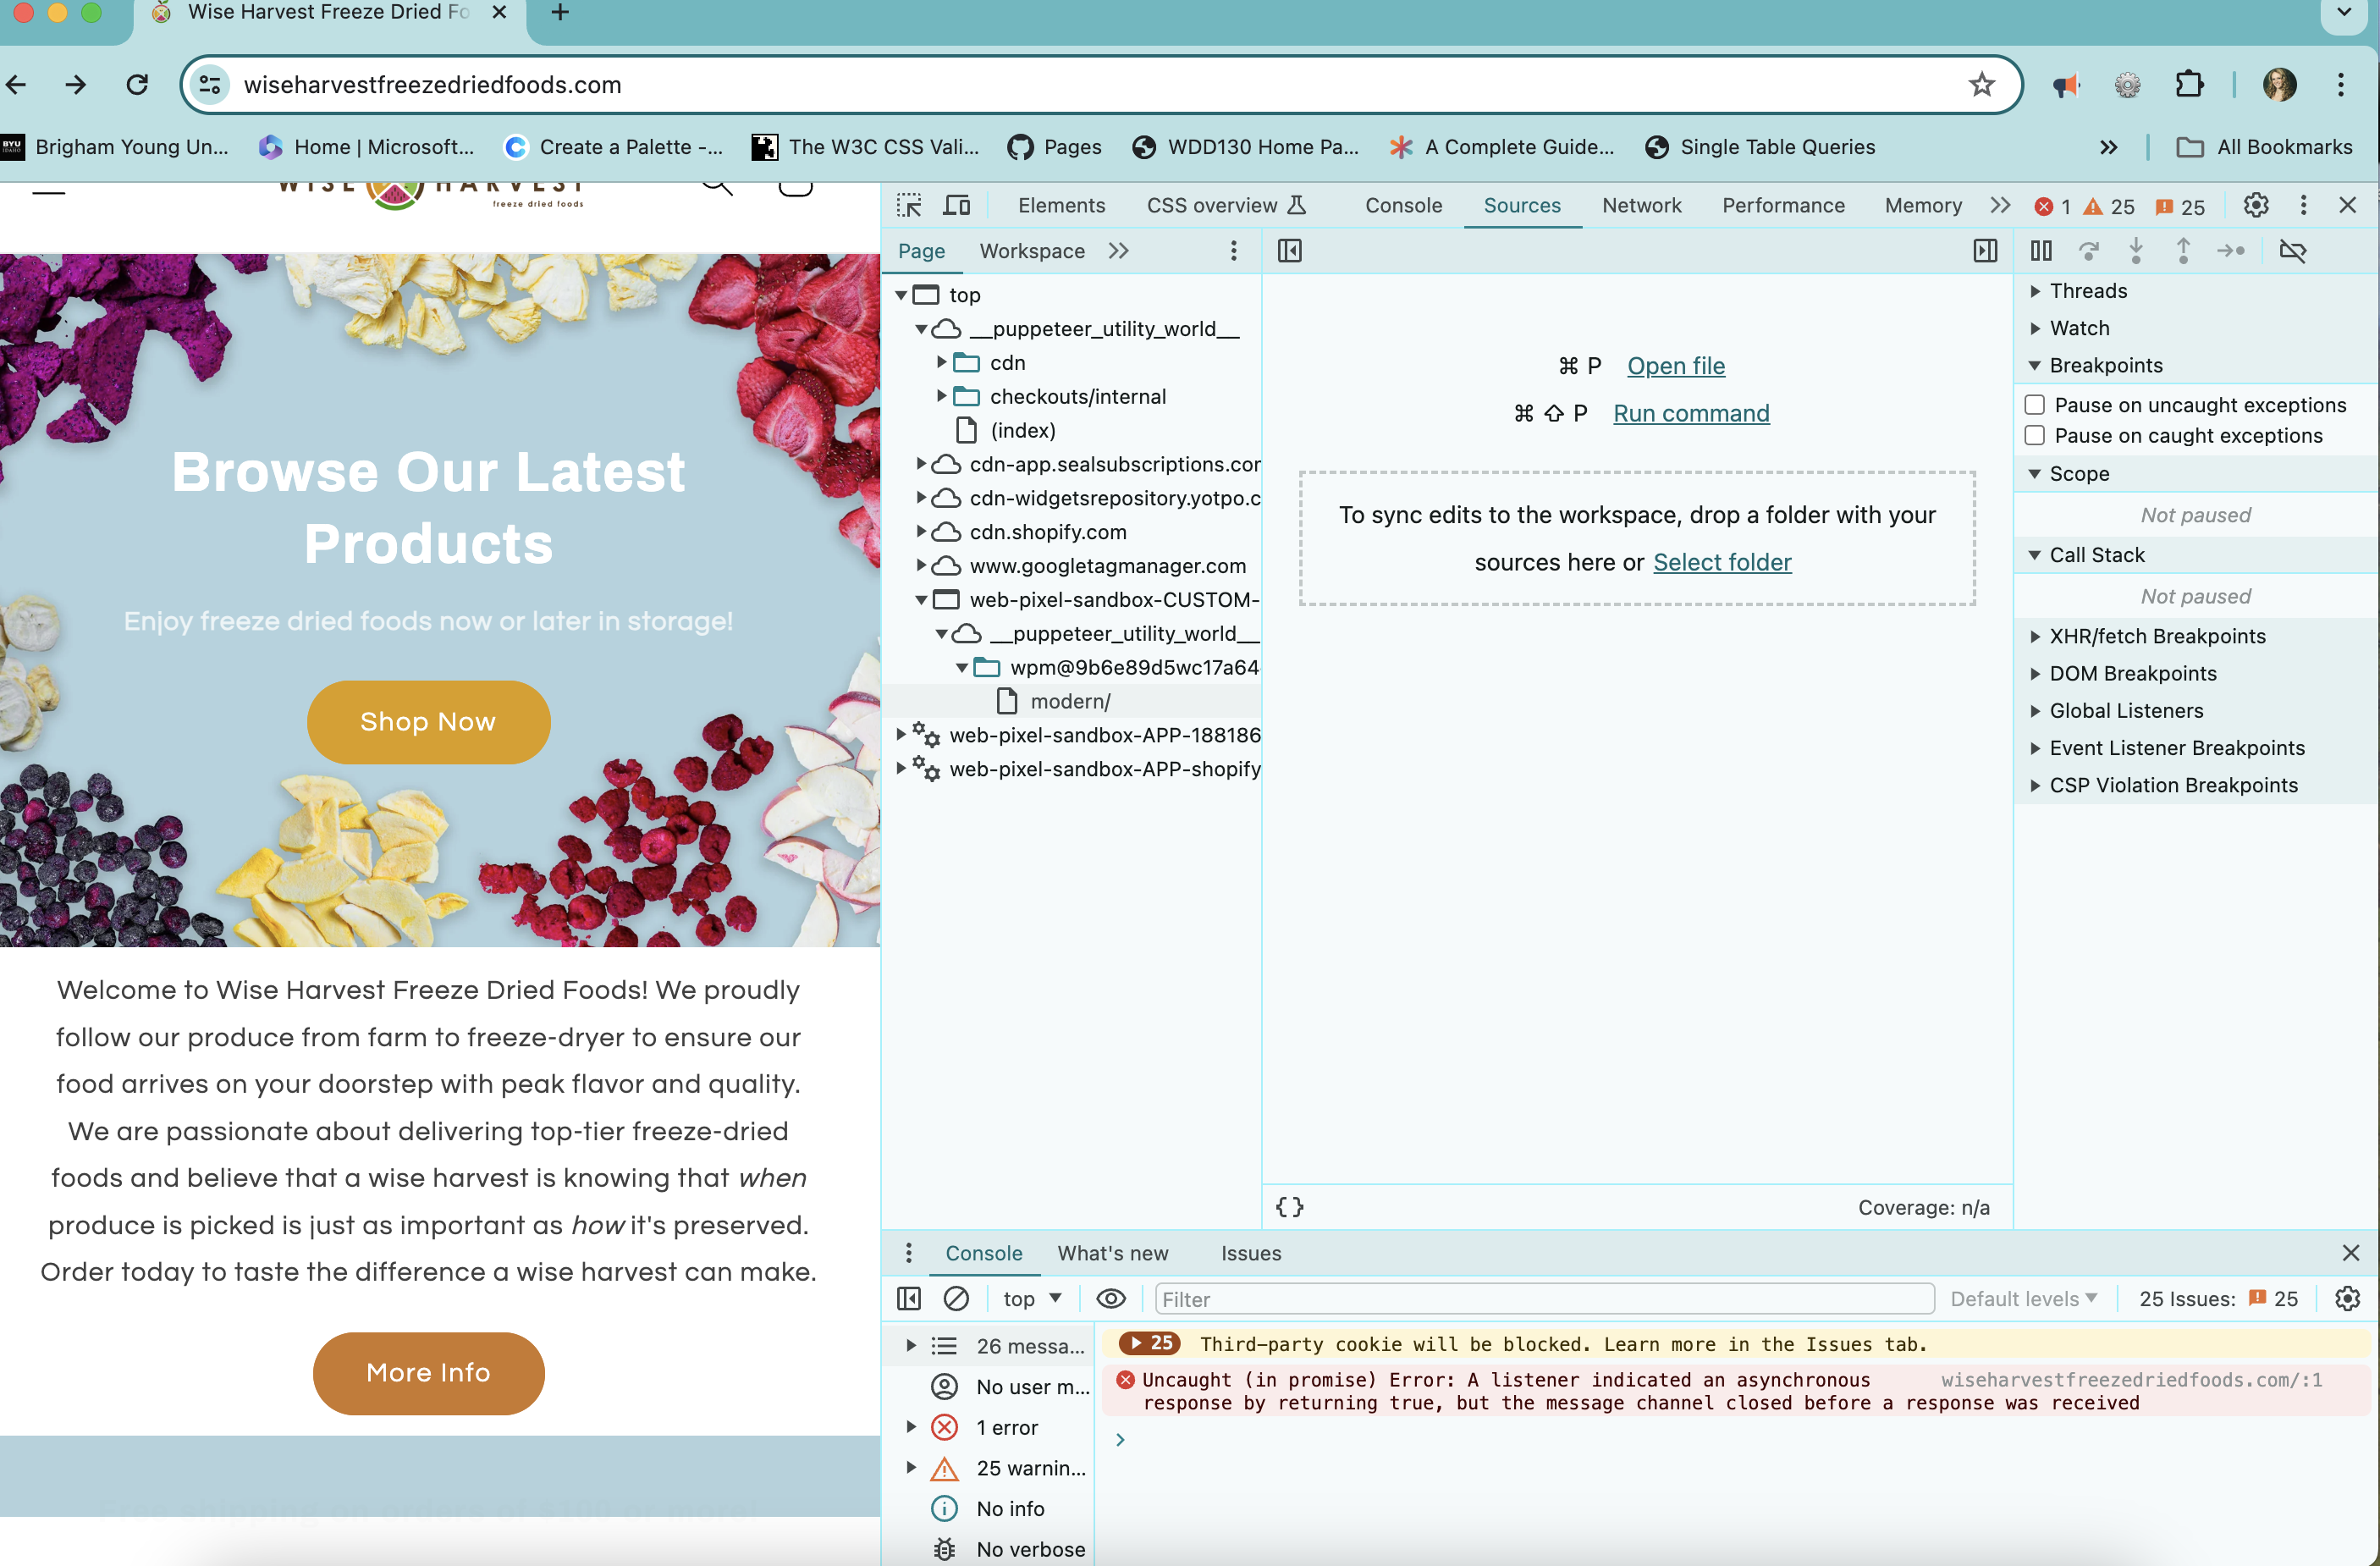 Wise Harvest Freeze Dried Fo
wiseharvestfreezedriedfoods.com
BYU
Brigham Young Un...
Home | Microsoft...
Create a Palette -...
The W3C CSS Vali...
Pages
WDD130 Home Pa...
A Complete Guide...
Single Table Queries
All Bookmarks
WISE HARVEST
freeze dried foods
Browse Our Latest
Products
Enjoy freeze dried foods now or later in storage!
Shop Now
Welcome to Wise Harvest Freeze Dried Foods! We proudly
follow our produce from farm to freeze-dryer to ensure our
food arrives on your doorstep with peak flavor and quality.
We are passionate about delivering top-tier freeze-dried
foods and believe that a wise harvest is knowing that when
produce is picked is just as important as how it's preserved.
Order today to taste the difference a wise harvest can make.
More Info
Elements
CSS overview
Console
Sources
Network
Performance
Memory
1
25
25
Page
Workspace
top
__puppeteer_utility_world__
cdn
checkouts/internal
(index)
cdn-app.sealsubscriptions.com
cdn-widgetsrepository.yotpo.c
cdn.shopify.com
www.googletagmanager.com
web-pixel-sandbox-CUSTOM-
__puppeteer_utility_world__
wpm@9b6e89d5wc17a64
modern/
web-pixel-sandbox-APP-188186
web-pixel-sandbox-APP-shopify
⌘ P Open file
⌘ ⇧ P Run command
To sync edits to the workspace, drop a folder with your
sources here or Select folder
{} Coverage: n/a
Threads
Watch
Breakpoints
Pause on uncaught exceptions
Pause on caught exceptions
Scope
Not paused
Call Stack
Not paused
XHR/fetch Breakpoints
DOM Breakpoints
Global Listeners
Event Listener Breakpoints
CSP Violation Breakpoints
Console
What's new
Issues
top
Filter
Default levels
25 Issues:
25
26 messa...
No user m...
1 error
25 warnin...
No info
No verbose
25 Third-party cookie will be blocked. Learn more in the Issues tab.
Uncaught (in promise) Error: A listener indicated an asynchronous wiseharvestfreezedriedfoods.com/:1
response by returning true, but the message channel closed before a response was received